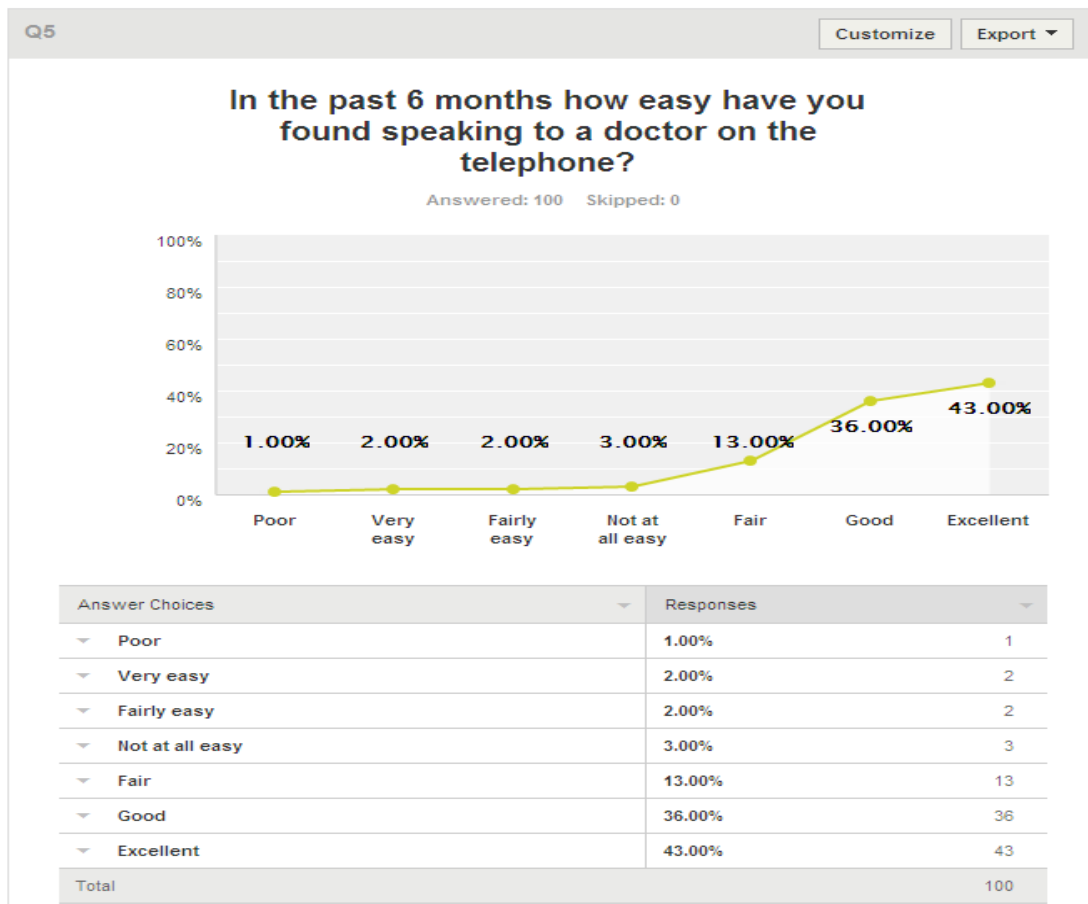 Q5
Customize
Export
In the past 6 months how easy have you
found speaking to a doctor on the
telephone?
Answered: 100 Skipped: 0
100%
80%
60%
40%
20%
0%
1.00% 2.00% 2.00% 3.00% 13.00% 36.00% 43.00%
Poor Very Fairly Not at Fair Good Excellent
easy easy all easy
Answer Choices Responses
Poor 1.00% 1
Very easy 2.00% 2
Fairly easy 2.00% 2
Not at all easy 3.00% 3
Fair 13.00% 13
Good 36.00% 36
Excellent 43.00% 43
Total 100